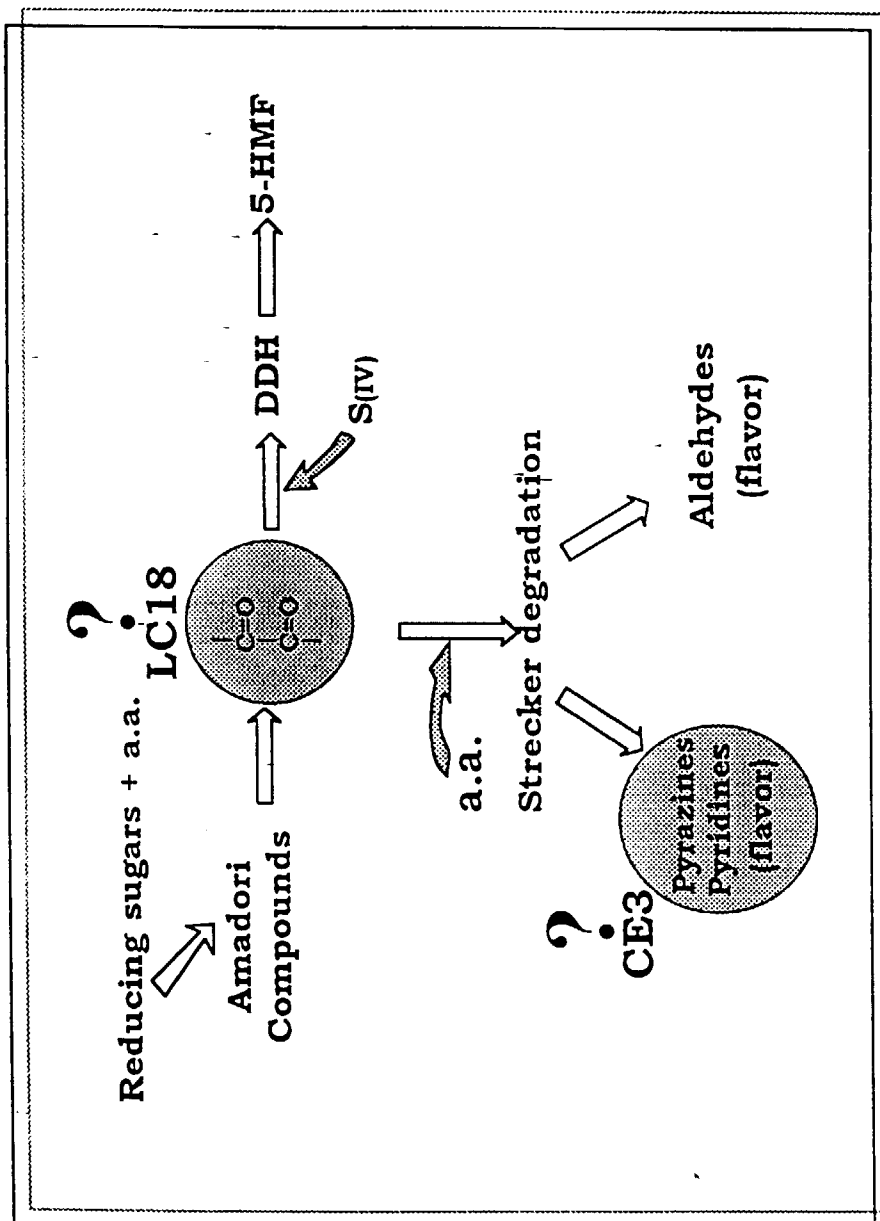 Reducing sugars + a.a.
Amadori
Compounds
?
LC18
C=O
C=O
DDH
5-HMF
S(IV)
a.a.
Strecker degradation
?
CE3
Pyrazines
Pyridines
(flavor)
Aldehydes
(flavor)